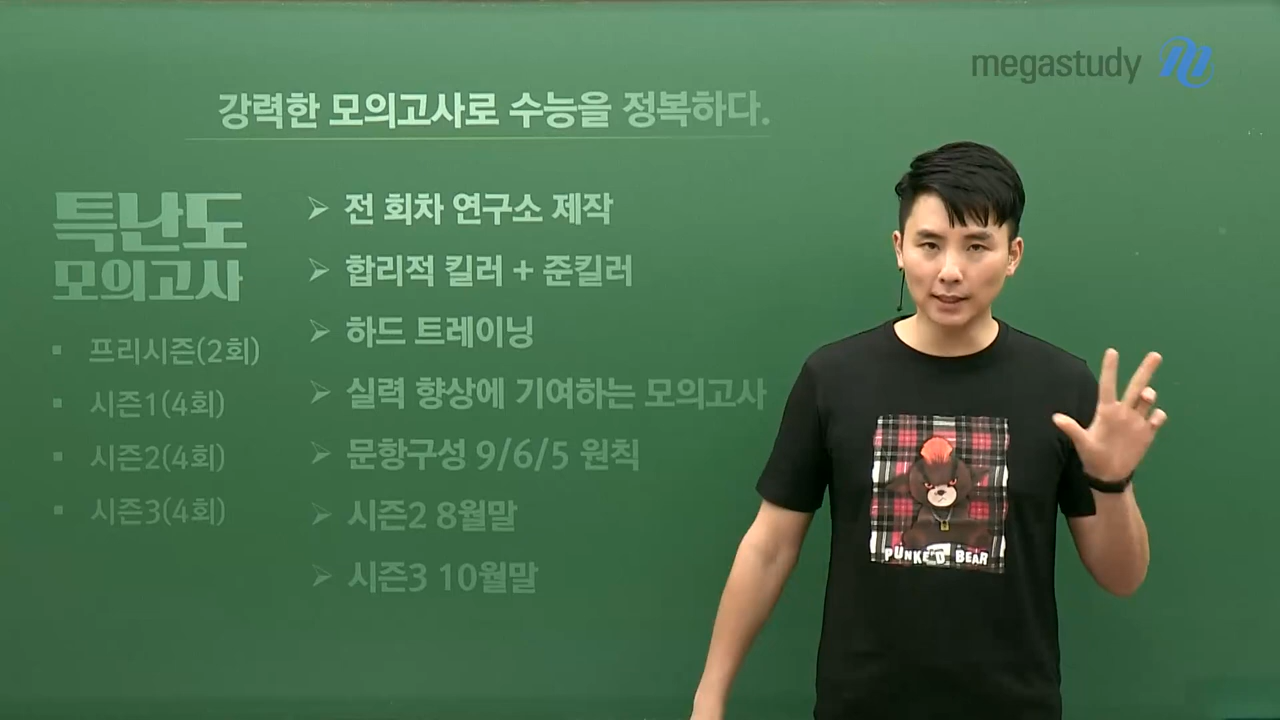 megastudy
강력한 모의고사로 수능을 정복하다.
특난도
모의고사
▪ 프리시즌(2회)
▪ 시즌1(4회)
▪ 시즌2(4회)
▪ 시즌3(4회)
➢ 전 회차 연구소 제작
➢ 합리적 킬러 + 준킬러
➢ 하드 트레이닝
➢ 실력 향상에 기여하는 모의고사
➢ 문항구성 9/6/5 원칙
➢ 시즌2 8월말
➢ 시즌3 10월말
PUNKE'D BEAR